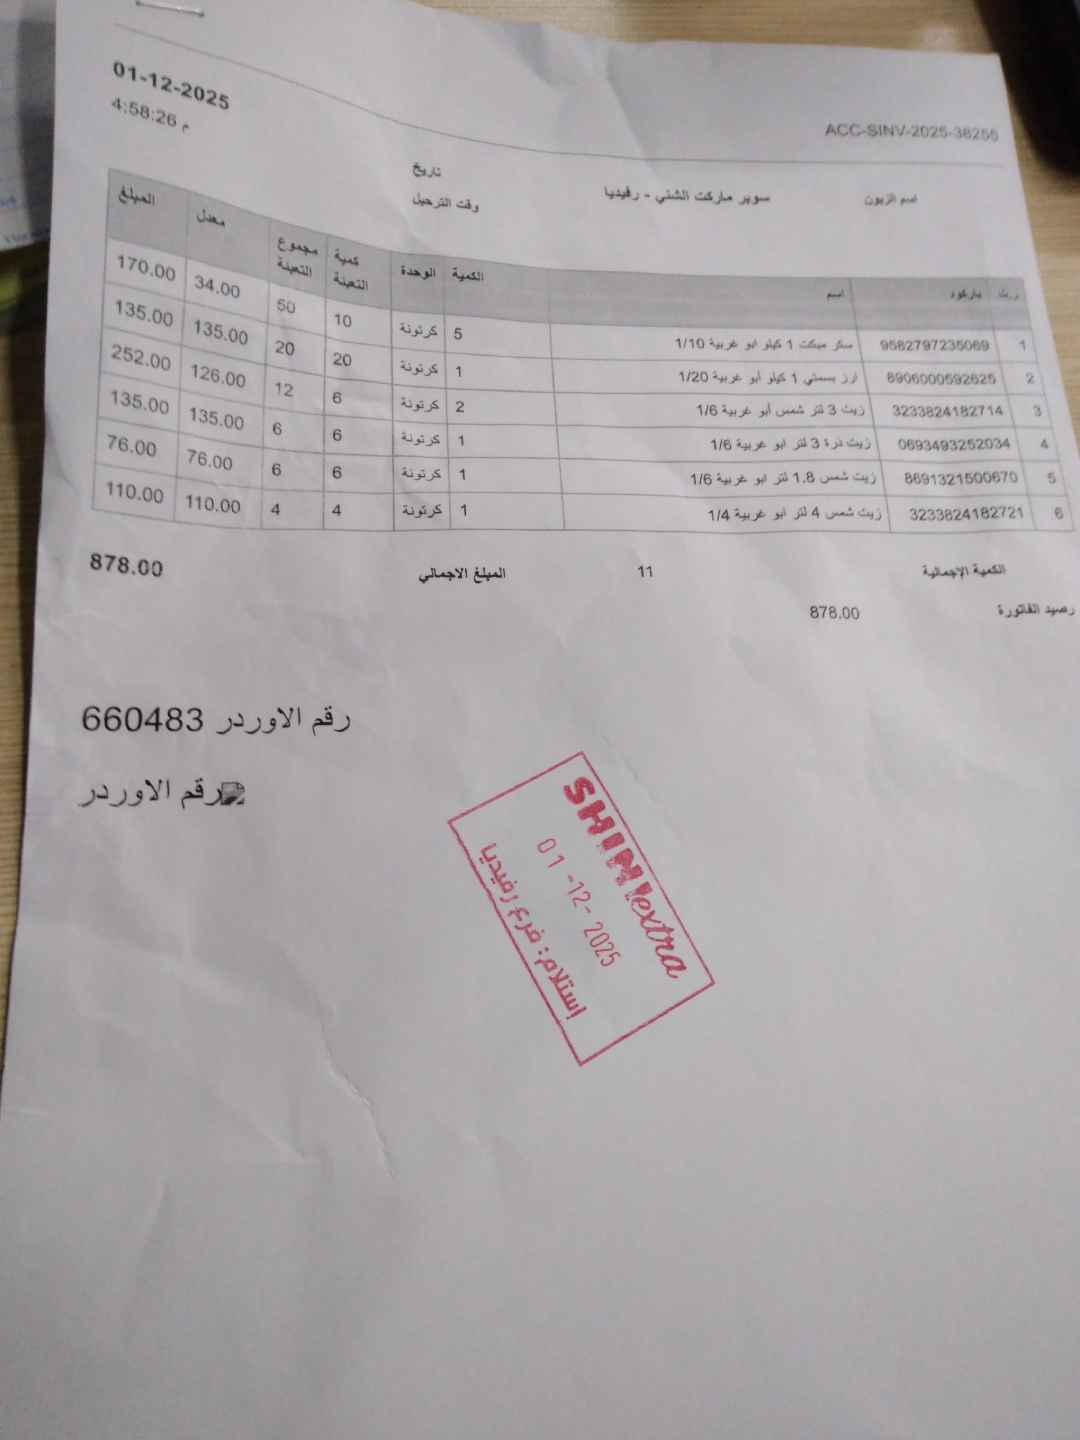 ACC-SINV-2025-38255
01-12-2025
4:58:26 م
تاريخ
اسم الزبون سوبر ماركت الشني - رفيديا وقت الترحيل
ر.ت باركود اسم الكمية الوحدة كمية التعبئة مجموع التعبئة معدل المبلغ
1 9582797235069 سكر مبكت 1 كيلو ابو غربية 1/10 5 كرتونة 10 50 34.00 170.00
2 8906000592625 ارز بسمتي 1 كيلو أبو غربية 1/20 1 كرتونة 20 20 135.00 135.00
3 3233824182714 زيت 3 لتر شمس أبو غربية 1/6 2 كرتونة 6 12 126.00 252.00
4 0693493252034 زيت ذرة 3 لتر ابو غربية 1/6 1 كرتونة 6 6 135.00 135.00
5 8691321500670 زيت شمس 1.8 لتر ابو غربية 1/6 1 كرتونة 6 6 76.00 76.00
6 3233824182721 زيت شمس 4 لتر ابو غربية 1/4 1 كرتونة 4 4 110.00 110.00
الكمية الإجمالية 11 المبلغ الاجمالي 878.00
رصيد الفاتورة 878.00
رقم الاوردر 660483
رقم الاوردر
SHINI extra
01-12-2025
إستلام: فرع رفيديا